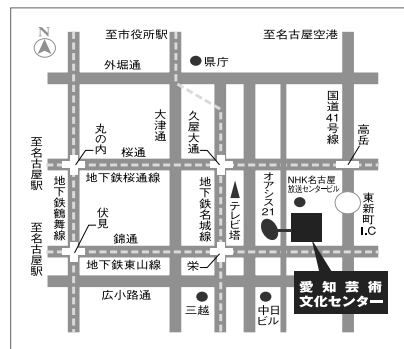 N
至市役所駅
至名古屋空港
外堀通
県庁
丸の内
大津通
久屋大通
国道41号線
高岳
至名古屋駅
桜通
地下鉄桜通線
地下鉄鶴舞線
地下鉄名城線
テレビ塔
オアシス21
NHK名古屋
放送センタービル
東新町I.C
至名古屋駅
伏見
錦通
地下鉄東山線
栄
愛知芸術
文化センター
広小路通
三越
中日
ビル